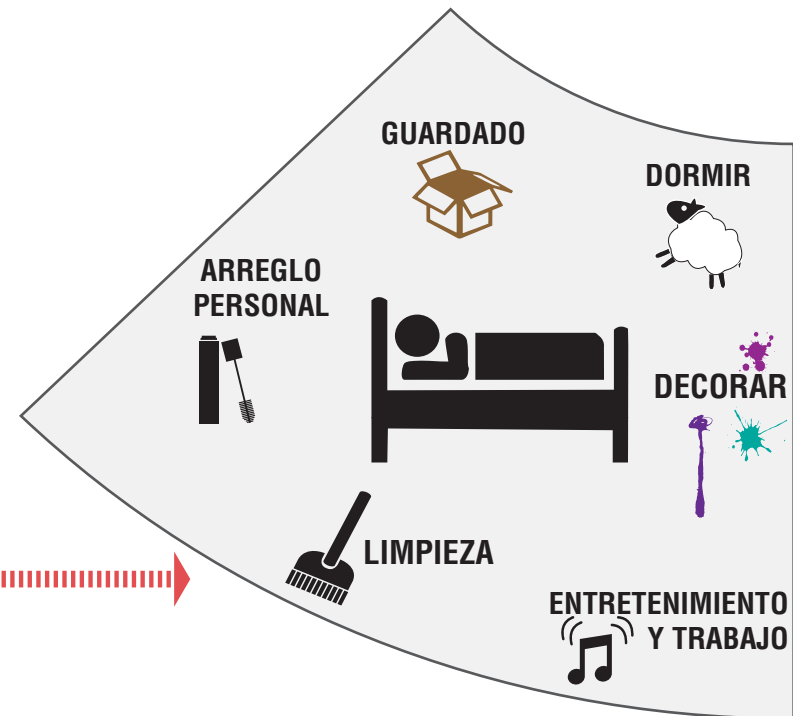 GUARDADO
DORMIR
ARREGLO
PERSONAL
DECORAR
LIMPIEZA
ENTRETENIMIENTO
Y TRABAJO